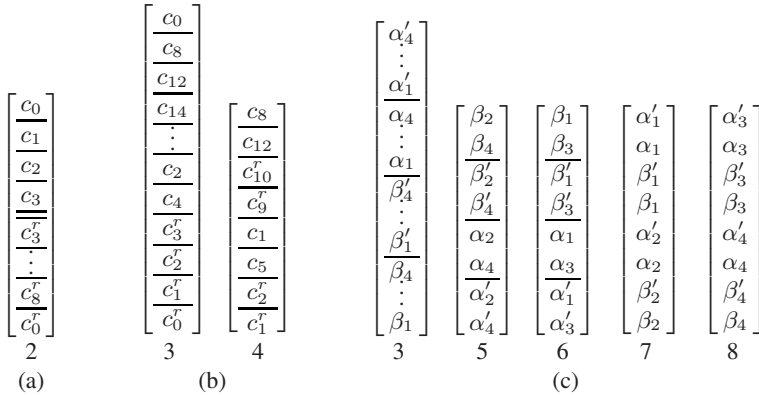 c_0
c_1
c_2
c_3
c_3^r
⋮
c_8^r
c_0^r
2
(a)
c_0
c_8
c_12
c_14
⋮
c_2
c_4
c_3^r
c_2^r
c_1^r
c_0^r
3
c_8
c_12
c_10^r
c_9^r
c_1
c_5
c_2^r
c_1^r
4
(b)
α′_4
⋮
α′_1
α_4
⋮
α_1
β′_4
⋮
β′_1
β_4
⋮
β_1
3
β_2
β_4
β′_2
β′_4
α_2
α_4
α′_2
α′_4
5
β_1
β_3
β′_1
β′_3
α_1
α_3
α′_1
α′_3
6
α′_1
α_1
β′_1
β_1
α′_2
α_2
β′_2
β_2
7
α′_3
α_3
β′_3
β_3
α′_4
α_4
β′_4
β_4
8
(c)